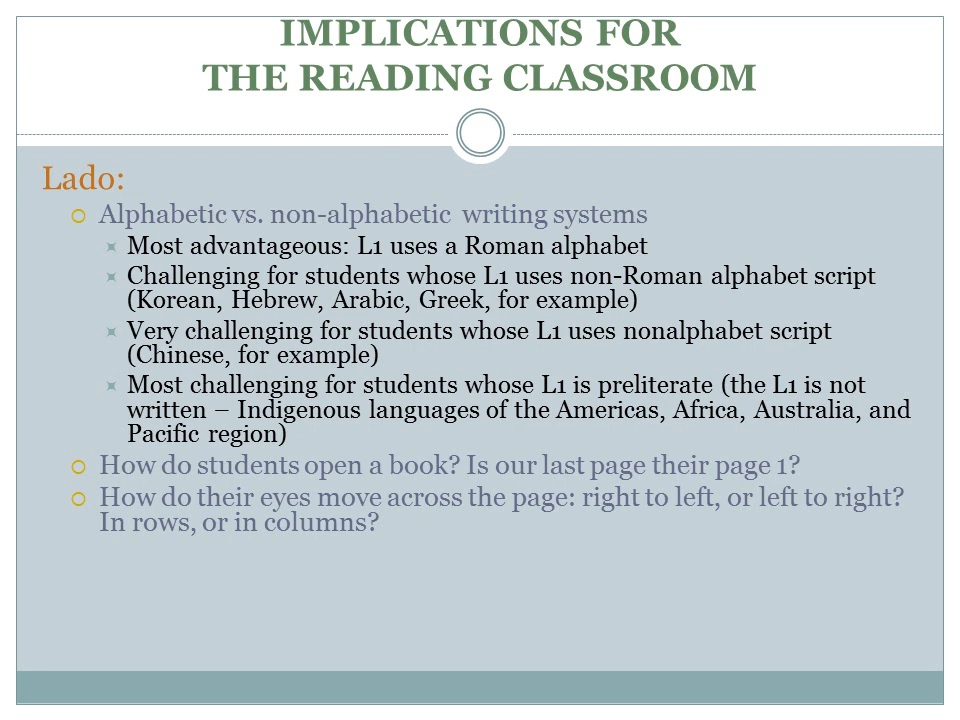 IMPLICATIONS FOR
THE READING CLASSROOM
Lado:
Alphabetic vs. non-alphabetic writing systems
Most advantageous: L1 uses a Roman alphabet
Challenging for students whose L1 uses non-Roman alphabet script
(Korean, Hebrew, Arabic, Greek, for example)
Very challenging for students whose L1 uses nonalphabet script
(Chinese, for example)
Most challenging for students whose L1 is preliterate (the L1 is not
written – Indigenous languages of the Americas, Africa, Australia, and
Pacific region)
How do students open a book? Is our last page their page 1?
How do their eyes move across the page: right to left, or left to right?
In rows, or in columns?